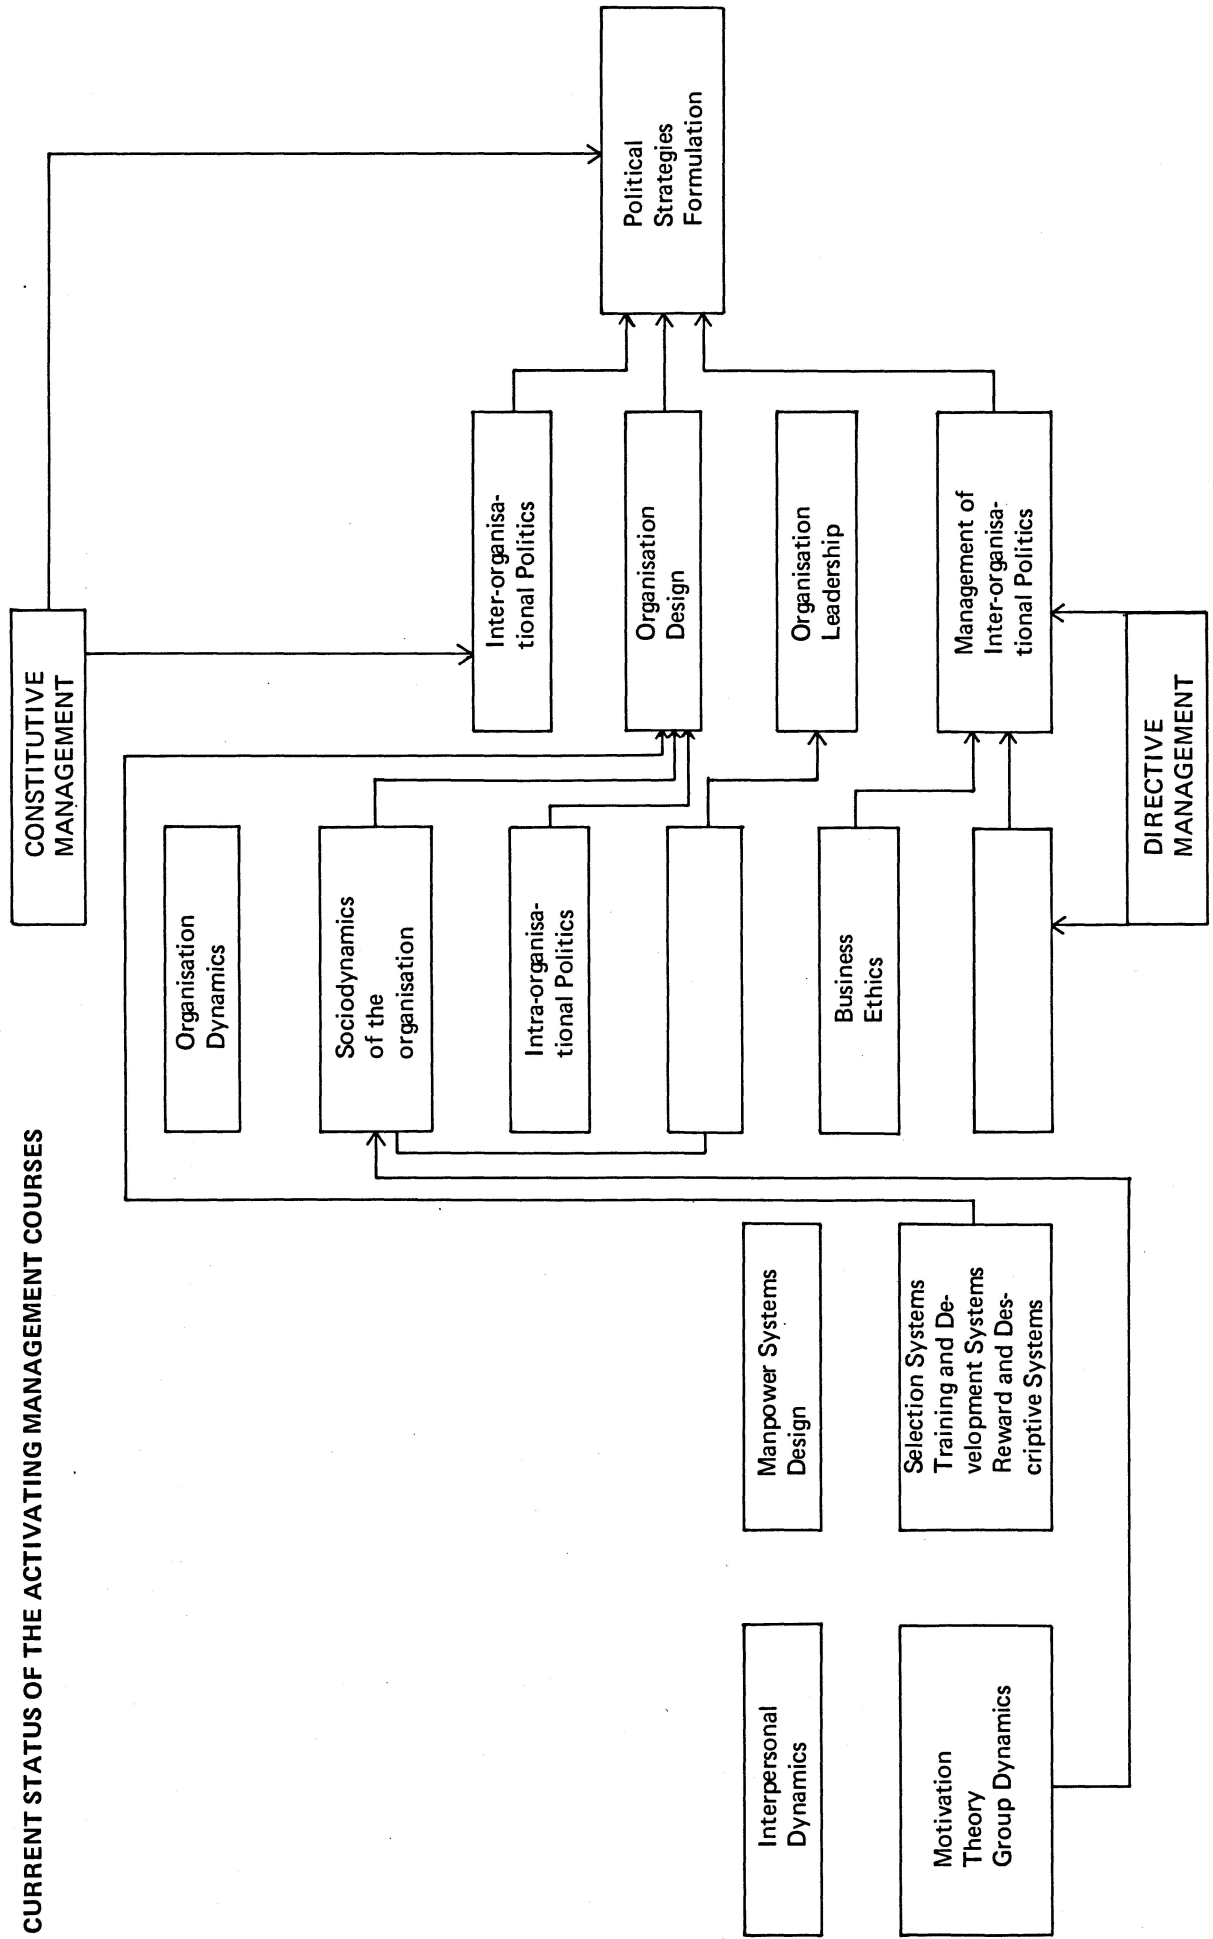 CURRENT STATUS OF THE ACTIVATING MANAGEMENT COURSES
CONSTITUTIVE
MANAGEMENT
Organisation
Dynamics
Sociodynamics
of the
organisation
Inter-organisa-
tional Politics
Intra-organisa-
tional Politics
Political
Strategies
Formulation
Organisation
Design
Interpersonal
Dynamics
Manpower Systems
Design
Organisation
Leadership
Business
Ethics
Motivation
Theory
Group Dynamics
Selection Systems
Training and De-
velopment Systems
Reward and Des-
criptive Systems
Management of
Inter-organisa-
tional Politics
DIRECTIVE
MANAGEMENT